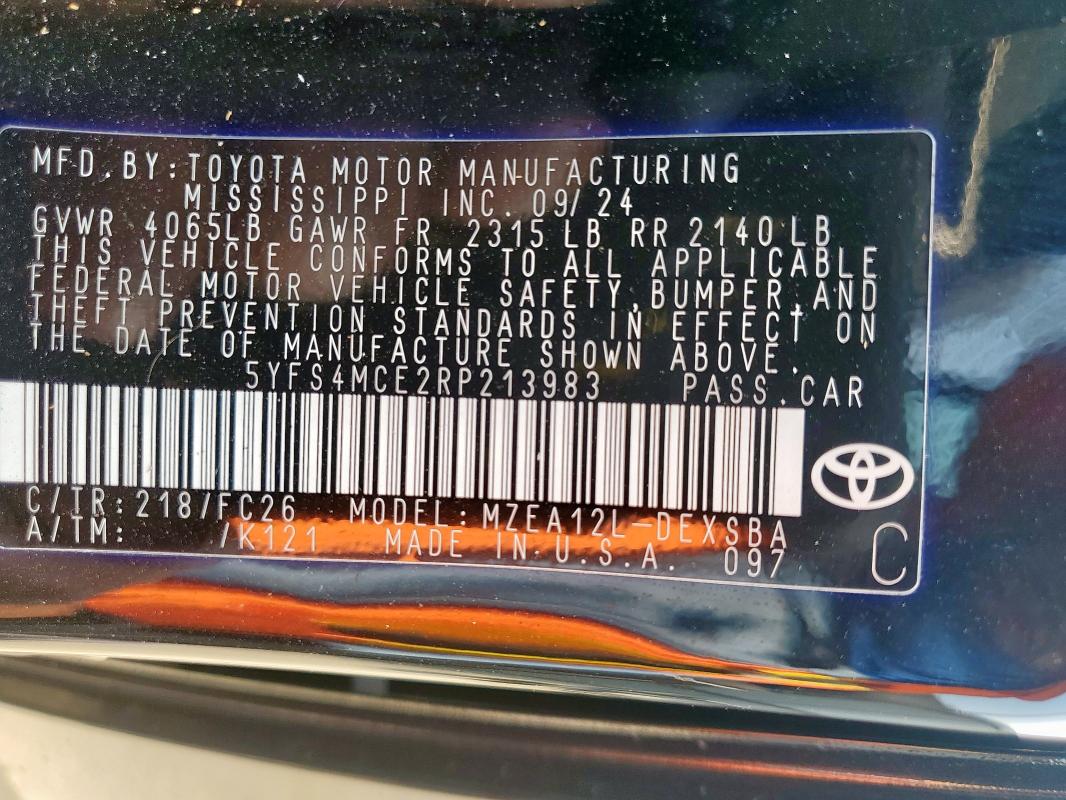 MFD. BY: TOYOTA MOTOR MANUFACTURING
MISSISSIPPI INC. 09/24
GVWR 4065LB GAWR FR 2315 LB RR 2140 LB
THIS VEHICLE CONFORMS TO ALL APPLICABLE
FEDERAL MOTOR VEHICLE SAFETY, BUMPER, AND
THEFT PREVENTION STANDARDS IN EFFECT ON
THE DATE OF MANUFACTURE SHOWN ABOVE.
5YFS4MCE2RP213983 PASS. CAR
C/TR: 218/FC26 MODEL: MZEA12L-DEXSBA
A/TM: /K121 MADE IN U.S.A. 097
C